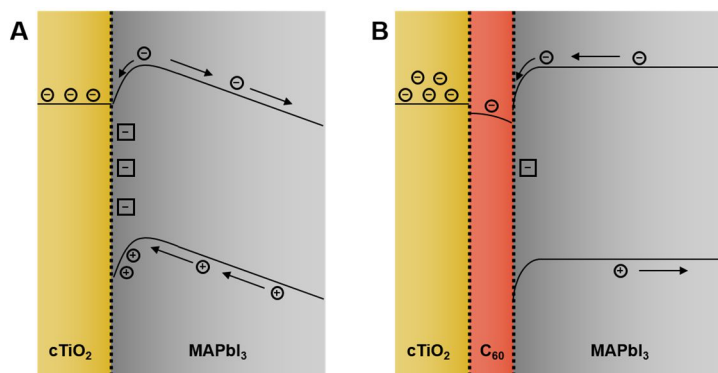 A
B
cTiO₂
MAPbI₃
cTiO₂
C₆₀
MAPbI₃